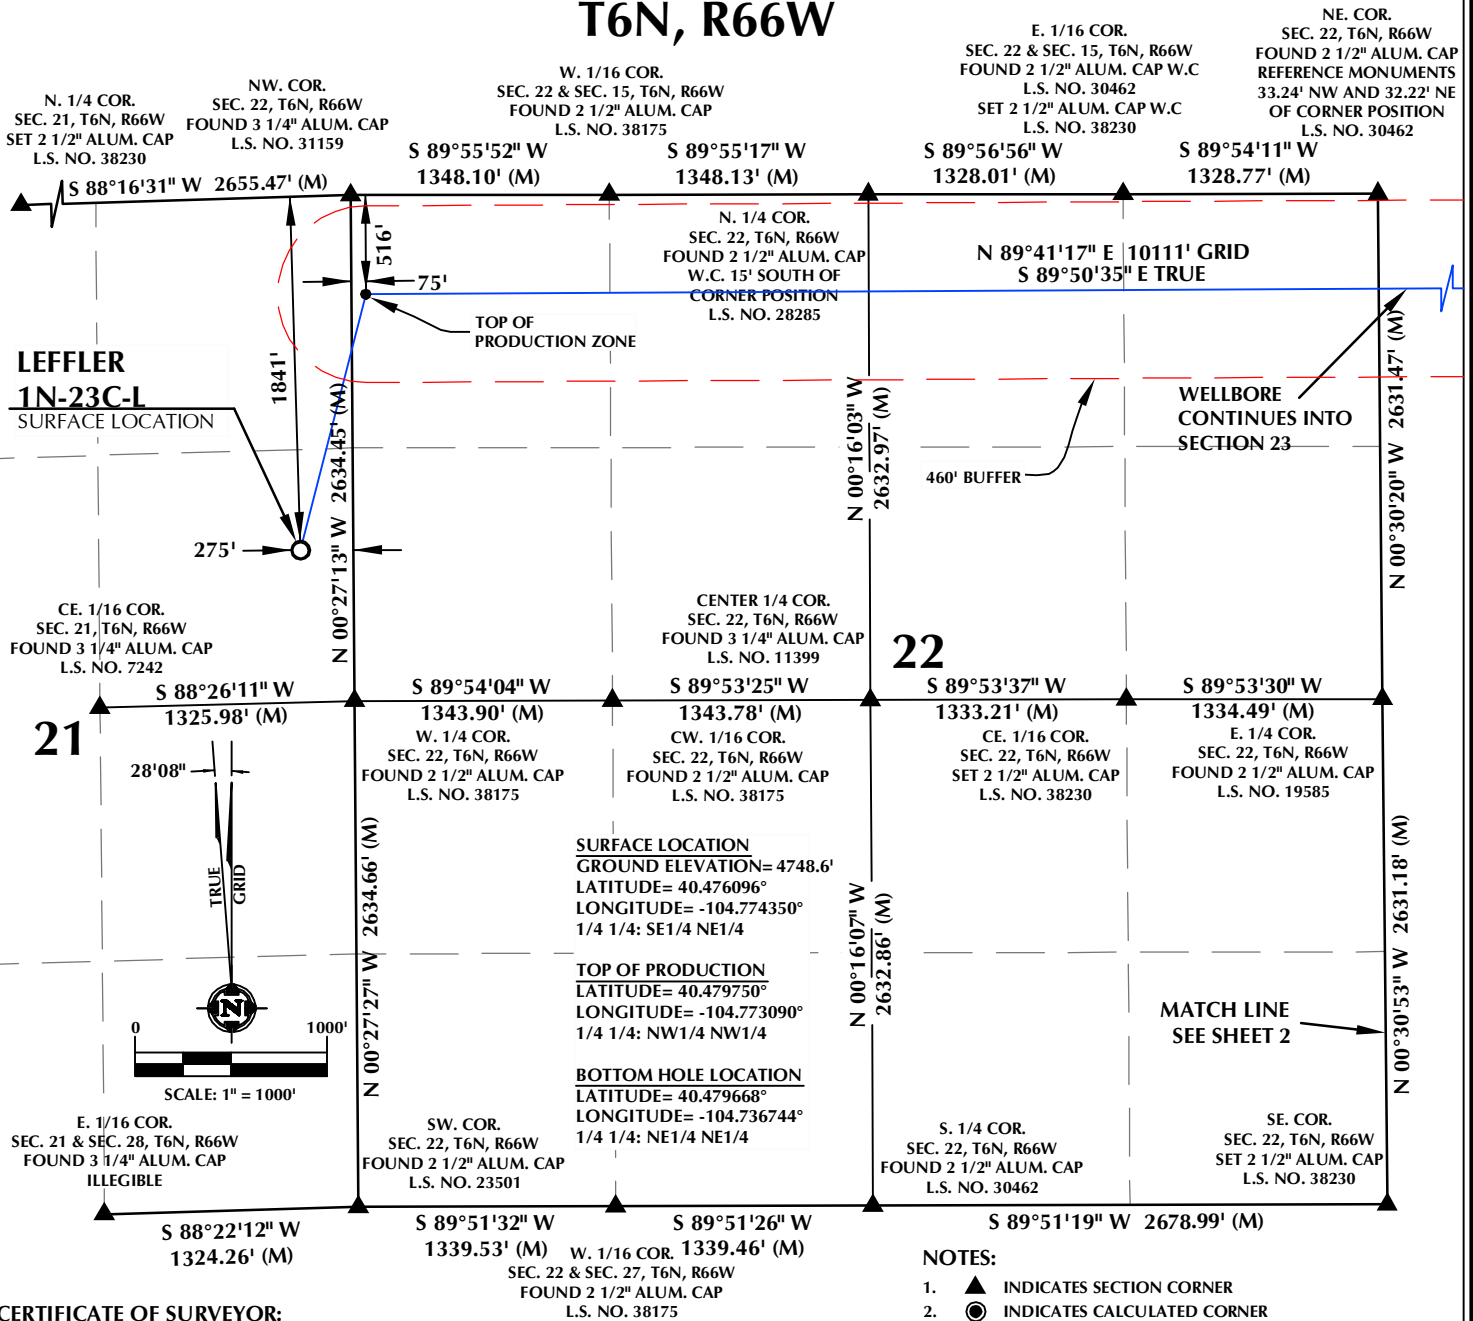 T6N, R66W
N. 1/4 COR.
SEC. 21, T6N, R66W
SET 2 1/2" ALUM. CAP
L.S. NO. 38230
NW. COR.
SEC. 22, T6N, R66W
FOUND 3 1/4" ALUM. CAP
L.S. NO. 31159
W. 1/16 COR.
SEC. 22 & SEC. 15, T6N, R66W
FOUND 2 1/2" ALUM. CAP
L.S. NO. 38175
E. 1/16 COR.
SEC. 22 & SEC. 15, T6N, R66W
FOUND 2 1/2" ALUM. CAP W.C
L.S. NO. 30462
SET 2 1/2" ALUM. CAP W.C
L.S. NO. 38230
NE. COR.
SEC. 22, T6N, R66W
FOUND 2 1/2" ALUM. CAP
REFERENCE MONUMENTS
33.24' NW AND 32.22' NE
OF CORNER POSITION
L.S. NO. 30462
S 88°16'31" W 2655.47' (M)
S 89°55'52" W
1348.10' (M)
S 89°55'17" W
1348.13' (M)
S 89°56'56" W
1328.01' (M)
S 89°54'11" W
1328.77' (M)
516'
75'
N. 1/4 COR.
SEC. 22, T6N, R66W
FOUND 2 1/2" ALUM. CAP
W.C. 15' SOUTH OF
CORNER POSITION
L.S. NO. 28285
N 89°41'17" E 10111' GRID
S 89°50'35" E TRUE
TOP OF
PRODUCTION ZONE
LEFFLER
1N-23C-L
SURFACE LOCATION
1841'
275'
N 00°27'13" W 2634.45' (M)
N 00°16'03" W
2632.97' (M)
460' BUFFER
WELLBORE
CONTINUES INTO
SECTION 23
N 00°30'20" W 2631.47' (M)
CE. 1/16 COR.
SEC. 21, T6N, R66W
FOUND 3 1/4" ALUM. CAP
L.S. NO. 7242
CENTER 1/4 COR.
SEC. 22, T6N, R66W
FOUND 3 1/4" ALUM. CAP
L.S. NO. 11399
22
S 88°26'11" W
1325.98' (M)
S 89°54'04" W
1343.90' (M)
S 89°53'25" W
1343.78' (M)
S 89°53'37" W
1333.21' (M)
S 89°53'30" W
1334.49' (M)
21
W. 1/4 COR.
SEC. 22, T6N, R66W
FOUND 2 1/2" ALUM. CAP
L.S. NO. 38175
CW. 1/16 COR.
SEC. 22, T6N, R66W
FOUND 2 1/2" ALUM. CAP
L.S. NO. 38175
CE. 1/16 COR.
SEC. 22, T6N, R66W
SET 2 1/2" ALUM. CAP
L.S. NO. 38230
E. 1/4 COR.
SEC. 22, T6N, R66W
FOUND 2 1/2" ALUM. CAP
L.S. NO. 19585
28'08"
TRUE
GRID
N
0 1000'
SCALE: 1" = 1000'
N 00°27'27" W 2634.66' (M)
SURFACE LOCATION
GROUND ELEVATION= 4748.6'
LATITUDE= 40.476096°
LONGITUDE= -104.774350°
1/4 1/4: SE1/4 NE1/4
TOP OF PRODUCTION
LATITUDE= 40.479750°
LONGITUDE= -104.773090°
1/4 1/4: NW1/4 NW1/4
BOTTOM HOLE LOCATION
LATITUDE= 40.479668°
LONGITUDE= -104.736744°
1/4 1/4: NE1/4 NE1/4
N 00°16'07" W
2632.86' (M)
MATCH LINE
SEE SHEET 2
N 00°30'53" W 2631.18' (M)
E. 1/16 COR.
SEC. 21 & SEC. 28, T6N, R66W
FOUND 3 1/4" ALUM. CAP
ILLEGIBLE
SW. COR.
SEC. 22, T6N, R66W
FOUND 2 1/2" ALUM. CAP
L.S. NO. 23501
S. 1/4 COR.
SEC. 22, T6N, R66W
FOUND 2 1/2" ALUM. CAP
L.S. NO. 30462
SE. COR.
SEC. 22, T6N, R66W
SET 2 1/2" ALUM. CAP
L.S. NO. 38230
S 88°22'12" W
1324.26' (M)
S 89°51'32" W
1339.53' (M)
S 89°51'26" W
1339.46' (M)
S 89°51'19" W 2678.99' (M)
W. 1/16 COR.
SEC. 22 & SEC. 27, T6N, R66W
FOUND 2 1/2" ALUM. CAP
L.S. NO. 38175
NOTES:
1. INDICATES SECTION CORNER
2. INDICATES CALCULATED CORNER
CERTIFICATE OF SURVEYOR: